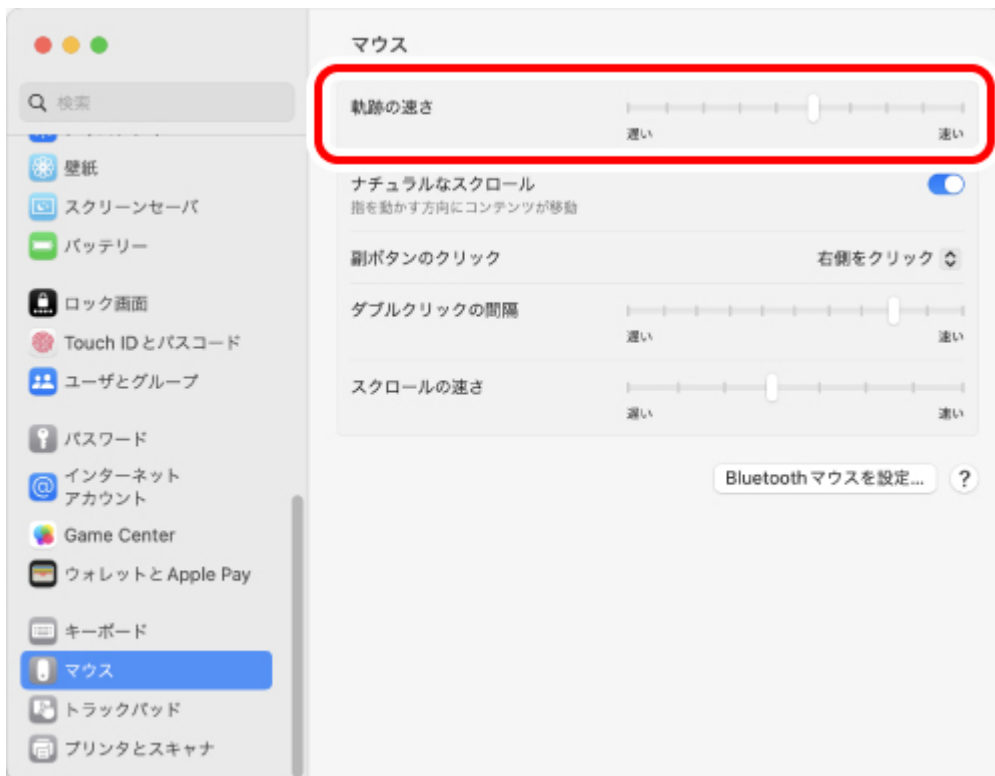 マウス
検索
壁紙
スクリーンセーバ
バッテリー
ロック画面
Touch IDとパスコード
ユーザとグループ
パスワード
インターネット
アカウント
Game Center
ウォレットとApple Pay
キーボード
マウス
トラックパッド
プリンタとスキャナ
軌跡の速さ
遅い 速い
ナチュラルなスクロール
指を動かす方向にコンテンツが移動
副ボタンのクリック 右側をクリック
ダブルクリックの間隔
遅い 速い
スクロールの速さ
遅い 速い
Bluetoothマウスを設定... ?